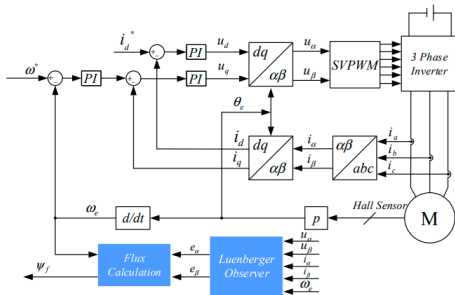 i_d^*
ω^*
PI
PI
PI
u_d
u_q
dq
αβ
u_α
u_β
SVPWM
3 Phase
Inverter
θ_e
i_d
i_q
dq
αβ
i_α
i_β
αβ
abc
i_a
i_b
i_c
ω_e
d/dt
p
Hall Sensor
M
ψ_f
Flux
Calculation
e_α
e_β
Luenberger
Observer
u_α
u_β
i_α
i_β
ω_e